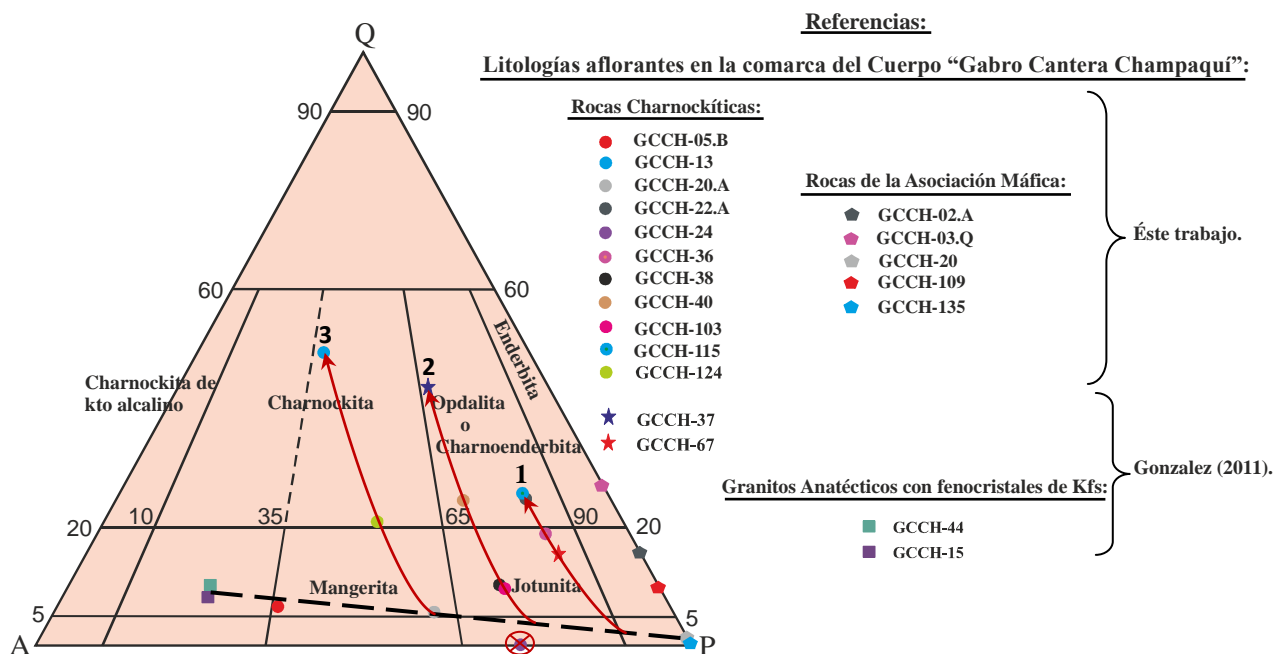 Referencias:
Litologías aflorantes en la comarca del Cuerpo “Gabro Cantera Champaquí”:
Rocas Charnockíticas:
GCCH-05.B
GCCH-13
GCCH-20.A
GCCH-22.A
GCCH-24
GCCH-36
GCCH-38
GCCH-40
GCCH-103
GCCH-115
GCCH-124
GCCH-37
GCCH-67
Rocas de la Asociación Máfica:
GCCH-02.A
GCCH-03.Q
GCCH-20
GCCH-109
GCCH-135
Éste trabajo.
Granitos Anatécticos con fenocristales de Kfs:
GCCH-44
GCCH-15
Gonzalez (2011).
Q
90 90
60 60
3
2
Enderbita
Charnockita de
kto alcalino
Charnockita
Opdalita
o
Charnoenderbita
1
20 10 35 65 90 20
Mangerita
Jotunita
5 5
A P